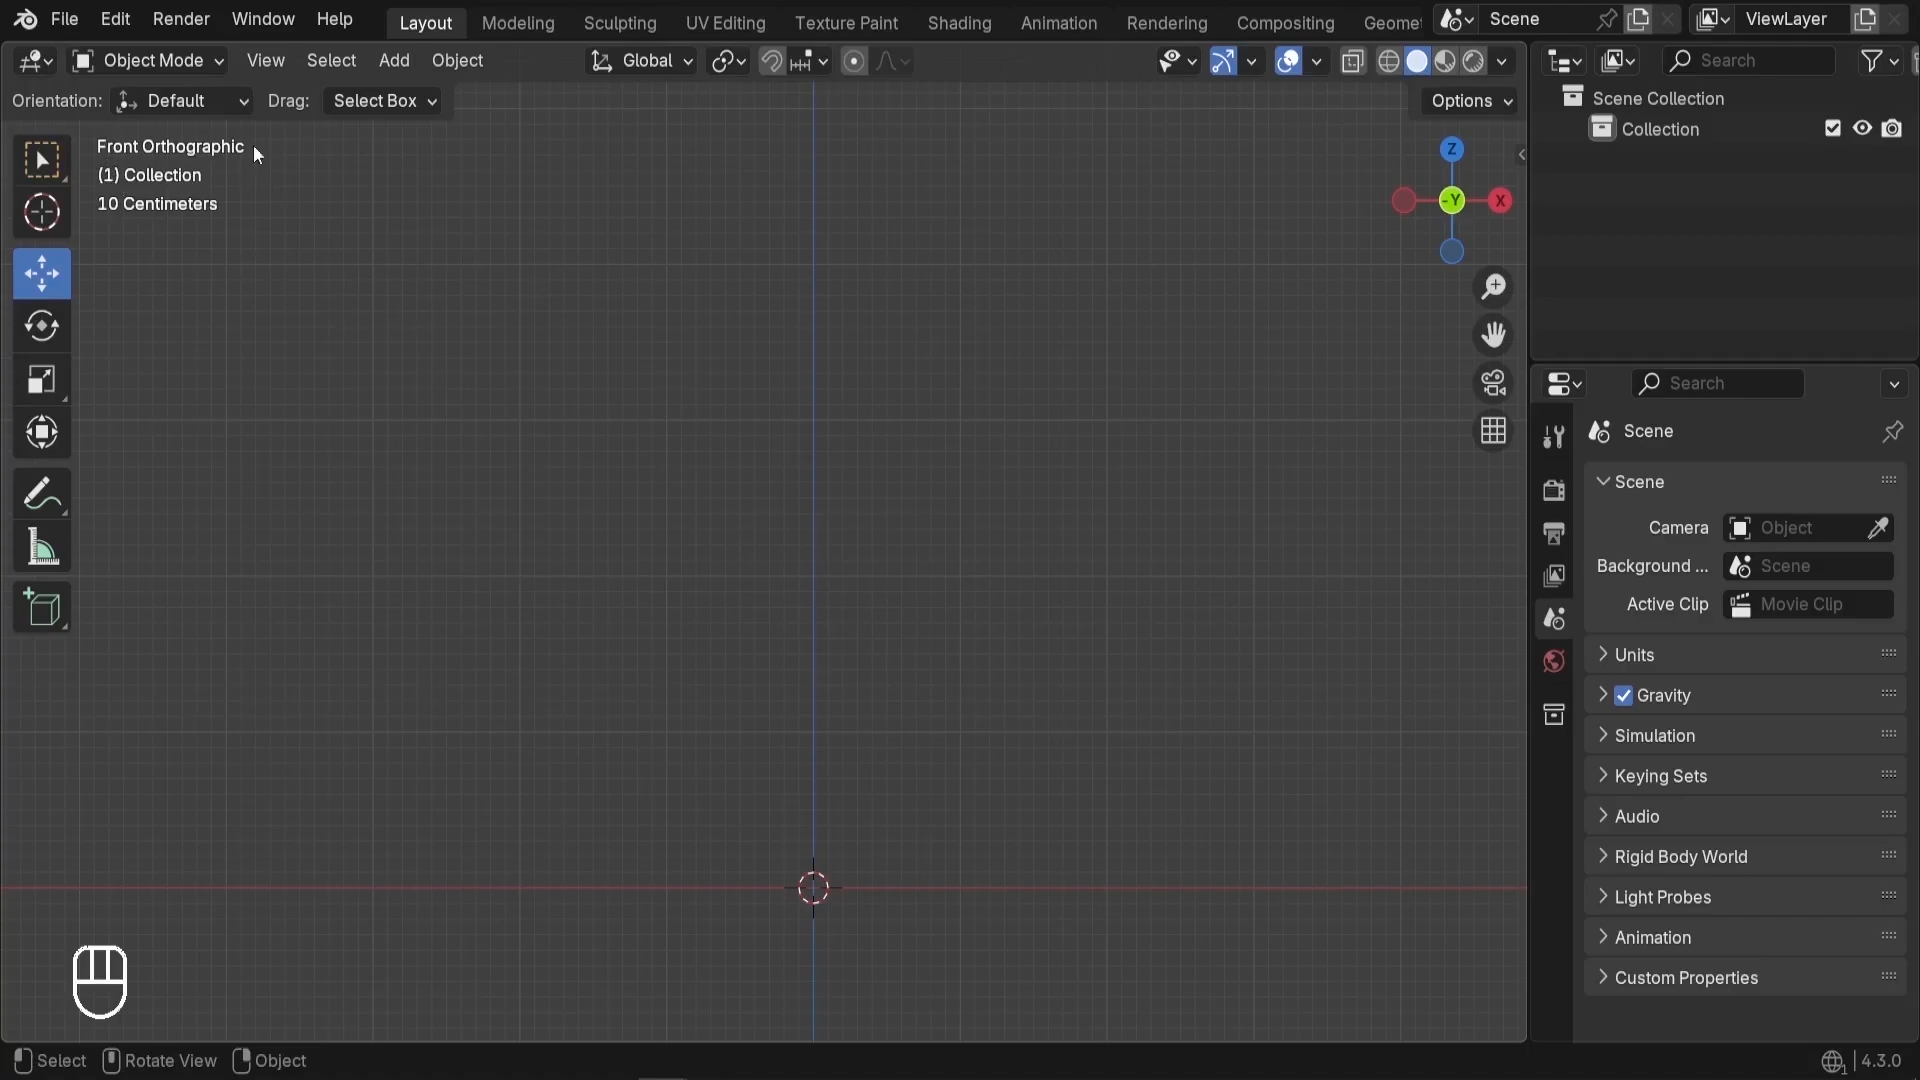 File Edit Render Window Help Layout Modeling Sculpting UV Editing Texture Paint Shading Animation Rendering Compositing Geomet Scene ViewLayer
Object Mode View Select Add Object Global Search
Orientation: Default Drag: Select Box Options
Front Orthographic
(1) Collection
10 Centimeters
Z
-Y
X
Scene Collection
Collection
Search
Scene
Scene
Camera Object
Background ... Scene
Active Clip Movie Clip
Units
Gravity
Simulation
Keying Sets
Audio
Rigid Body World
Light Probes
Animation
Custom Properties
Select Rotate View Object 1 4.3.0